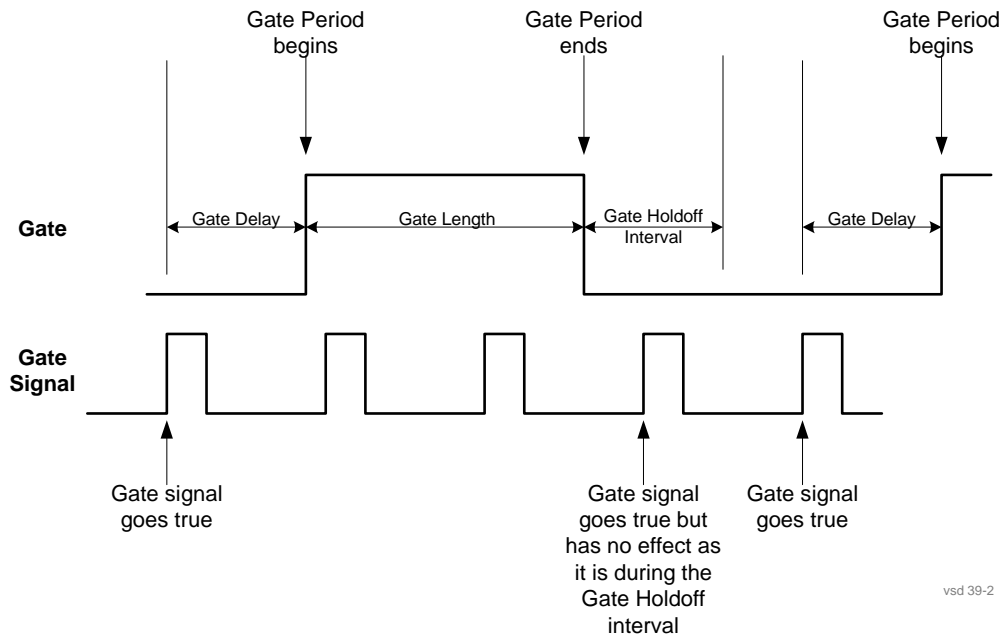 Gate Period
begins
Gate Period
ends
Gate Period
begins
Gate
Gate Delay
Gate Length
Gate Holdoff
Interval
Gate Delay
Gate
Signal
Gate signal
goes true
Gate signal
goes true but
has no effect as
it is during the
Gate Holdoff
interval
Gate signal
goes true
vsd 39-2